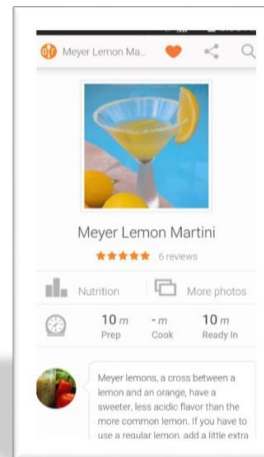 Meyer Lemon Ma...
Meyer Lemon Martini
6 reviews
Nutrition
More photos
10 m - m 10 m
Prep Cook Ready In
Meyer lemons, a cross between a
lemon and an orange, have a
sweeter, less acidic flavor than the
more common lemon. If you have to
use a regular lemon, add a little extra